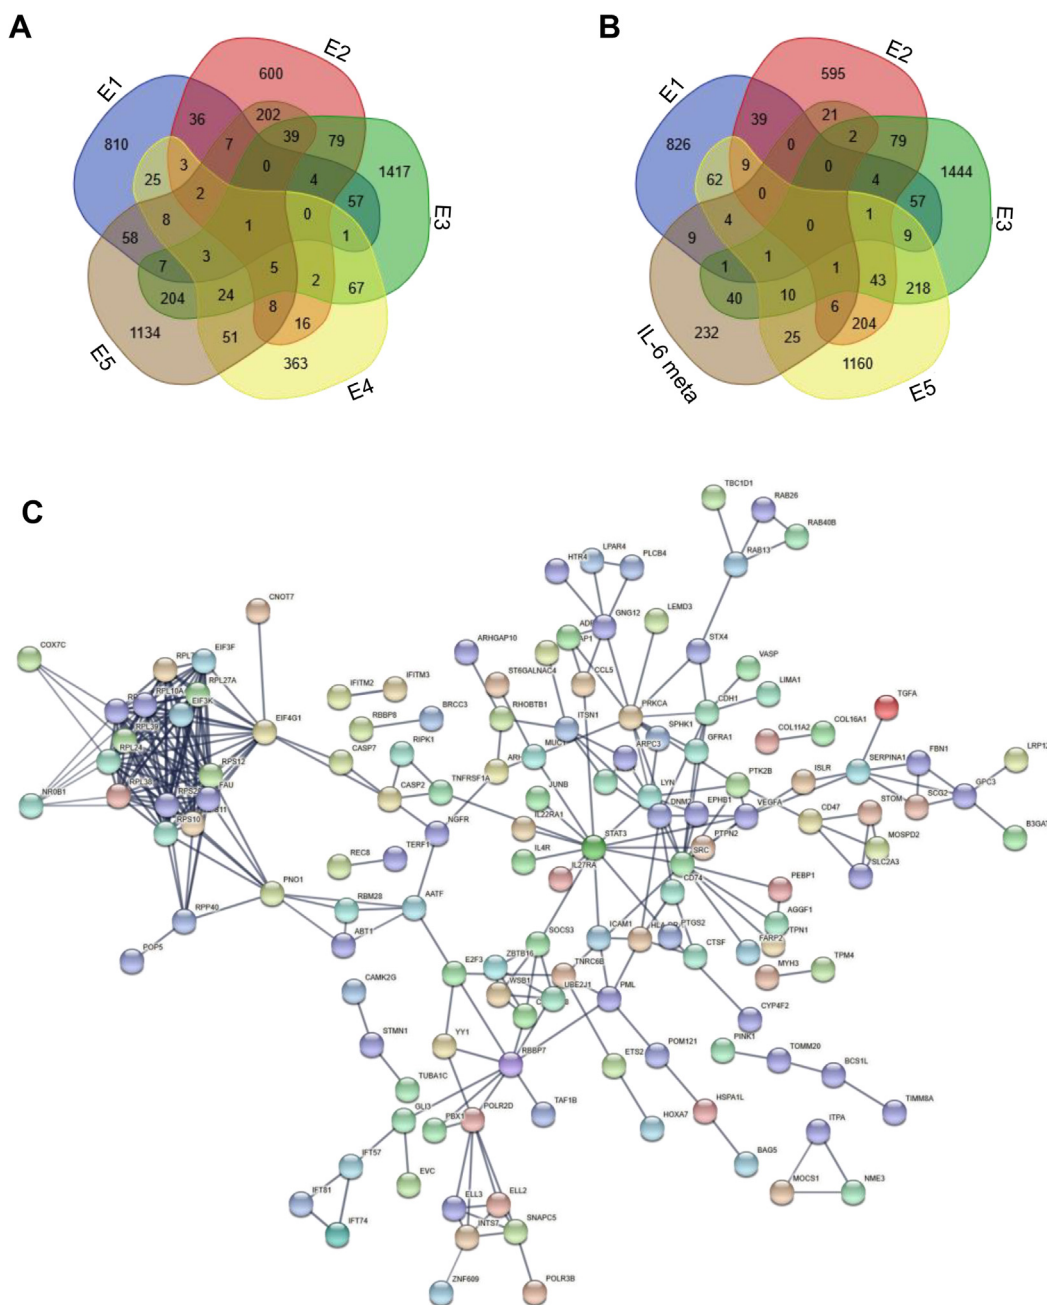 A
B
E1
E2
E3
E4
E5
600
36
202
7
39
79
810
0
1417
3
4
25
2
57
8
1
0
1
58
3
5
7
2
67
204
24
8
16
1134
51
363
E1
E2
E3
E5
IL-6 meta
595
39
21
0
2
79
826
0
1444
9
4
62
0
57
4
0
1
9
9
1
1
1
43
218
40
10
6
204
232
25
1160
C
TBC1D1
RAB26
RAB40B
RAB13
HTR4
LPAR4
PLCB4
GNG12
LEMD3
CNOT7
COX7C
EIF3F
RPL27A
RPL10A
EIF3K
RPL39
RPL24
RPS12
FAU
RPL38
RPS10
NR0B1
EIF4G1
IFITM2
IFITM3
RBBP8
BRCC3
CASP7
RIPK1
CASP2
TNFRSF1A
ARHGAP10
ST6GALNAC4
RHOBTB1
CCL5
STX4
VASP
LIMA1
CDH1
PRKCA
ITSN1
SPHK1
GFRA1
ARPC3
MUC1
COL11A2
COL16A1
TGFA
SERPINA1
FBN1
LRP12
ISLR
GPC3
SCG2
STOM
CD47
MOSPD2
SLC2A3
PTK2B
LYN
DNM2
EPHB1
VEGFA
JUNB
IL22RA1
NGFR
STAT3
PTPN2
SRC
IL4R
IL27RA
CD74
REC8
TERF1
PNO1
RBM28
AATF
ABT1
RPP40
POP5
PEBP1
AGGF1
PTPN1
FARP2
PTGS2
ICAM1
CTSF
MYH3
TPM4
SOCS3
ZBTB16
TNRC6B
E2F3
WSB1
UBE2J1
PML
CYP4F2
CAMK2G
STMN1
TUBA1C
YY1
RBBP7
ETS2
POM121
PINK1
TOMM20
BCS1L
TIMM8A
GLI3
PBX1
POLR2D
TAF1B
HOXA7
HSPA1L
BAG5
ITPA
MOCS1
NME3
IFT57
EVC
IFT81
IFT74
ELL3
ELL2
INTS7
SNAPC5
ZNF609
POLR3B